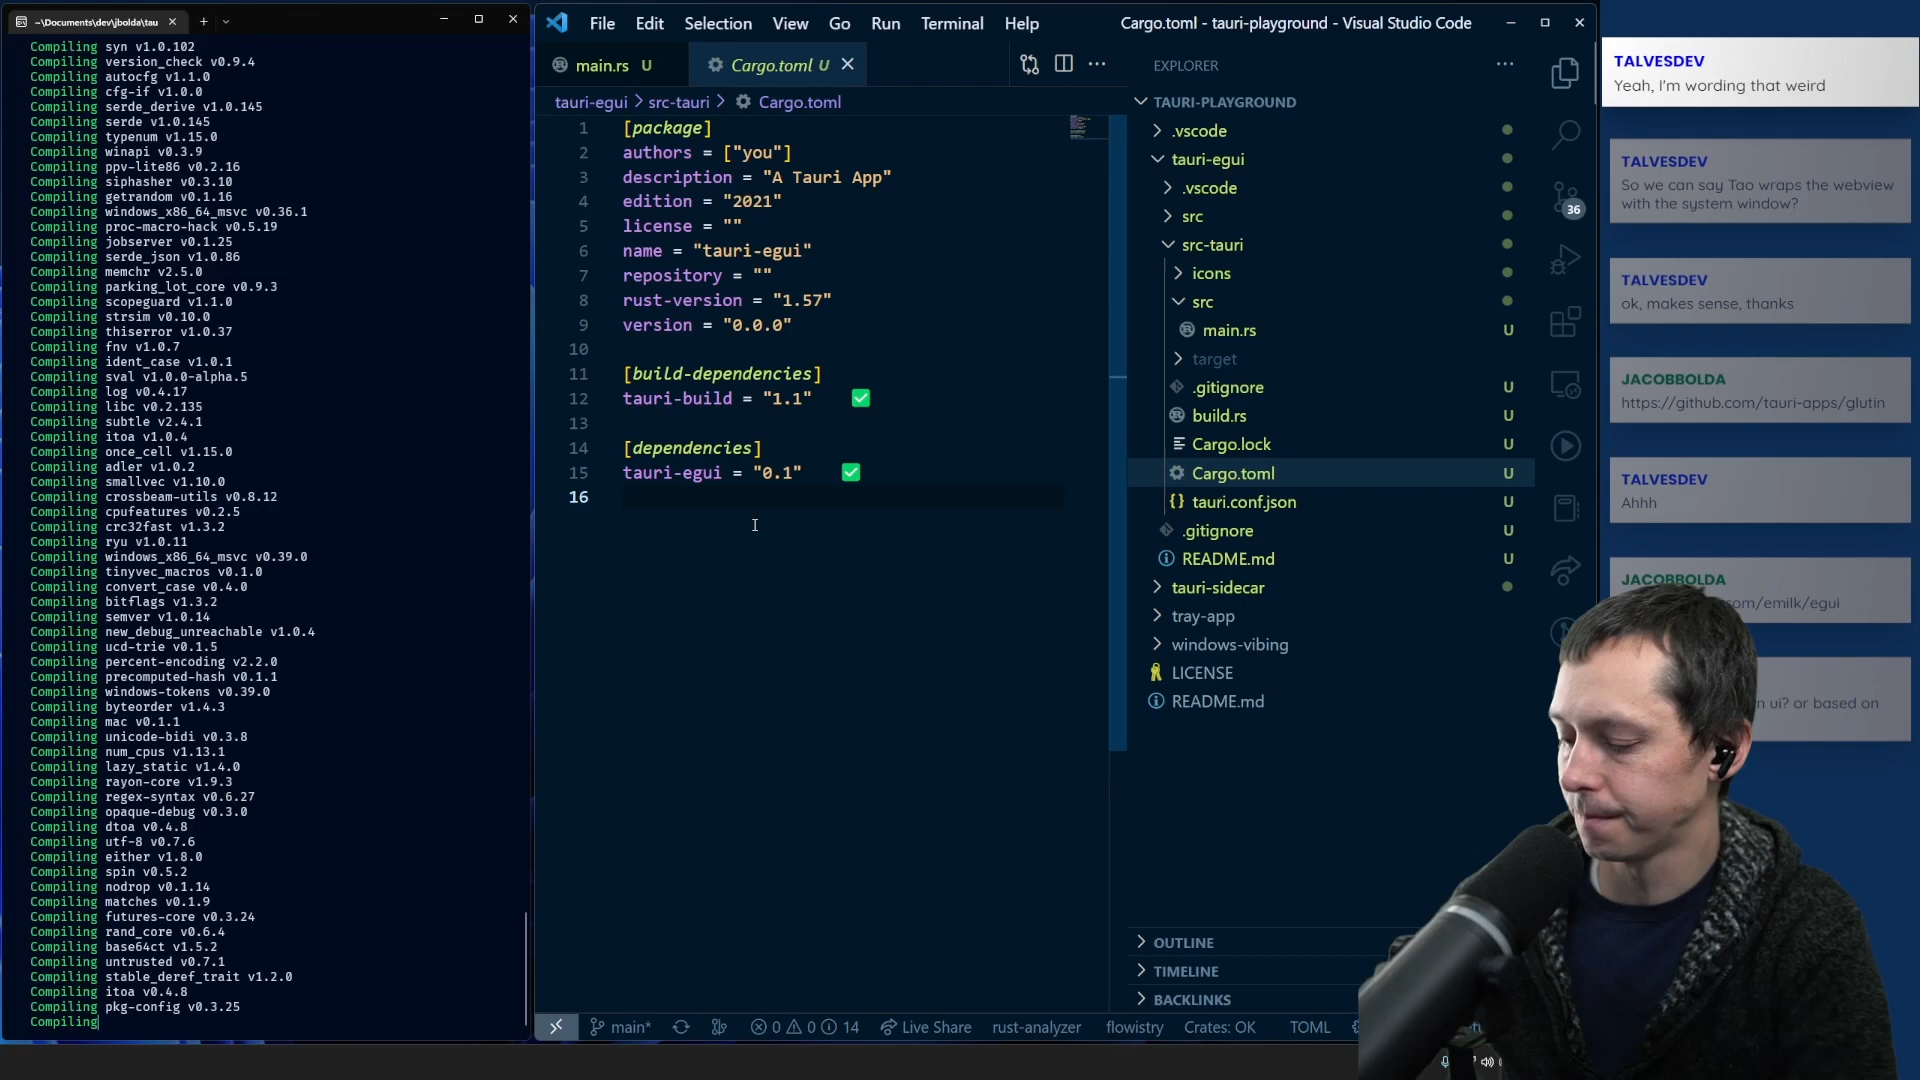 ~\Documents\dev\jbolda\tau
Compiling syn v1.0.102
Compiling version_check v0.9.4
Compiling autocfg v1.1.0
Compiling cfg-if v1.0.0
Compiling serde_derive v1.0.145
Compiling serde v1.0.145
Compiling typenum v1.15.0
Compiling winapi v0.3.9
Compiling ppv-lite86 v0.2.16
Compiling siphasher v0.3.10
Compiling getrandom v0.1.16
Compiling windows_x86_64_msvc v0.36.1
Compiling proc-macro-hack v0.5.19
Compiling jobserver v0.1.25
Compiling serde_json v1.0.86
Compiling memchr v2.5.0
Compiling parking_lot_core v0.9.3
Compiling scopeguard v1.1.0
Compiling strsim v0.10.0
Compiling thiserror v1.0.37
Compiling fnv v1.0.7
Compiling ident_case v1.0.1
Compiling sval v1.0.0-alpha.5
Compiling log v0.4.17
Compiling libc v0.2.135
Compiling subtle v2.4.1
Compiling itoa v1.0.4
Compiling once_cell v1.15.0
Compiling adler v1.0.2
Compiling smallvec v1.10.0
Compiling crossbeam-utils v0.8.12
Compiling cpufeatures v0.2.5
Compiling crc32fast v1.3.2
Compiling ryu v1.0.11
Compiling windows_x86_64_msvc v0.39.0
Compiling tinyvec_macros v0.1.0
Compiling convert_case v0.4.0
Compiling bitflags v1.3.2
Compiling semver v1.0.14
Compiling new_debug_unreachable v1.0.4
Compiling ucd-trie v0.1.5
Compiling percent-encoding v2.2.0
Compiling precomputed-hash v0.1.1
Compiling windows-tokens v0.39.0
Compiling byteorder v1.4.3
Compiling mac v0.1.1
Compiling unicode-bidi v0.3.8
Compiling num_cpus v1.13.1
Compiling lazy_static v1.4.0
Compiling rayon-core v1.9.3
Compiling regex-syntax v0.6.27
Compiling opaque-debug v0.3.0
Compiling dtoa v0.4.8
Compiling utf-8 v0.7.6
Compiling either v1.8.0
Compiling spin v0.5.2
Compiling nodrop v0.1.14
Compiling matches v0.1.9
Compiling futures-core v0.3.24
Compiling rand_core v0.6.4
Compiling base64ct v1.5.2
Compiling untrusted v0.7.1
Compiling stable_deref_trait v1.2.0
Compiling itoa v0.4.8
Compiling pkg-config v0.3.25
Compiling
File Edit Selection View Go Run Terminal Help Cargo.toml - tauri-playground - Visual Studio Code
main.rs U Cargo.toml U
tauri-egui > src-tauri > Cargo.toml
1 [package]
2 authors = ["you"]
3 description = "A Tauri App"
4 edition = "2021"
5 license = ""
6 name = "tauri-egui"
7 repository = ""
8 rust-version = "1.57"
9 version = "0.0.0"
10
11 [build-dependencies]
12 tauri-build = "1.1" ✅
13
14 [dependencies]
15 tauri-egui = "0.1" ✅
16
EXPLORER
TAURI-PLAYGROUND
.vscode
tauri-egui
.vscode
src
src-tauri
icons
src
main.rs U
target
.gitignore U
build.rs U
Cargo.lock U
Cargo.toml U
tauri.conf.json U
.gitignore U
README.md U
tauri-sidecar
tray-app
windows-vibing
LICENSE
README.md
OUTLINE
TIMELINE
BACKLINKS
36
main* 0 0 14 Live Share rust-analyzer flowistry Crates: OK TOML
TALVESDEV
Yeah, I'm wording that weird
TALVESDEV
So we can say Tao wraps the webview
with the system window?
TALVESDEV
ok, makes sense, thanks
JACOBBOLDA
https://github.com/tauri-apps/glutin
TALVESDEV
Ahhh
JACOBBOLDA
com/emilk/egui
ui? or based on